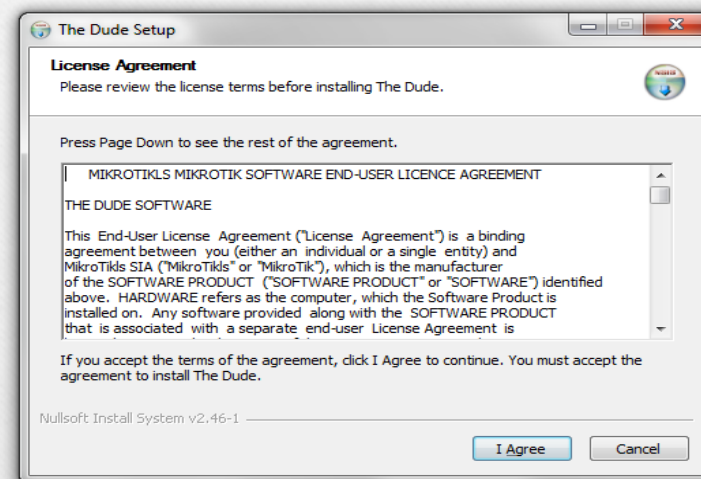 The Dude Setup
License Agreement
Please review the license terms before installing The Dude.
Press Page Down to see the rest of the agreement.
MIKROTIKLS MIKROTIK SOFTWARE END-USER LICENCE AGREEMENT
THE DUDE SOFTWARE
This End-User License Agreement ("License Agreement") is a binding
agreement between you (either an individual or a single entity) and
MikroTikls SIA ("MikroTikls" or "MikroTik"), which is the manufacturer
of the SOFTWARE PRODUCT ("SOFTWARE PRODUCT" or "SOFTWARE") identified
above. HARDWARE refers as the computer, which the Software Product is
installed on. Any software provided along with the SOFTWARE PRODUCT
that is associated with a separate end-user License Agreement is
If you accept the terms of the agreement, click I Agree to continue. You must accept the
agreement to install The Dude.
Nullsoft Install System v2.46-1
I Agree
Cancel